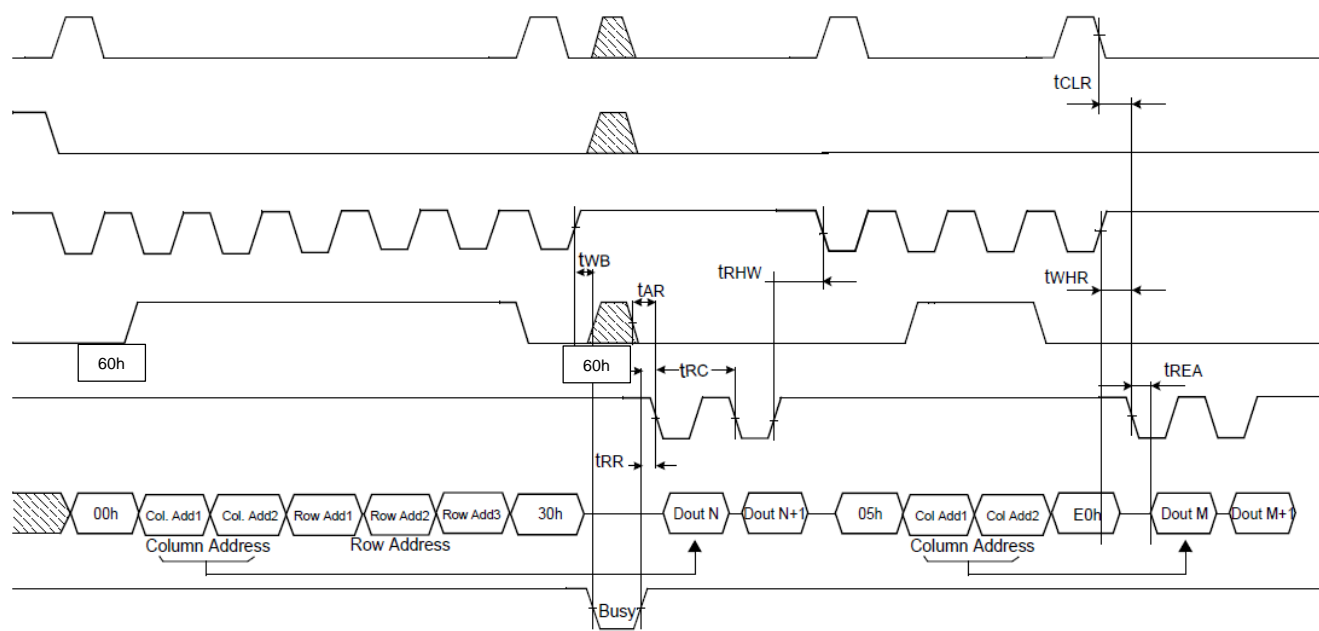 tCLR
tWB
tRHW
tWHR
tAR
60h
60h
tRC
tREA
tRR
00h
Col. Add1
Col. Add2
Row Add1
Row Add2
Row Add3
30h
Dout N
Dout N+1
05h
Col Add1
Col Add2
E0h
Dout M
Dout M+1
Column Address
Row Address
Column Address
Busy